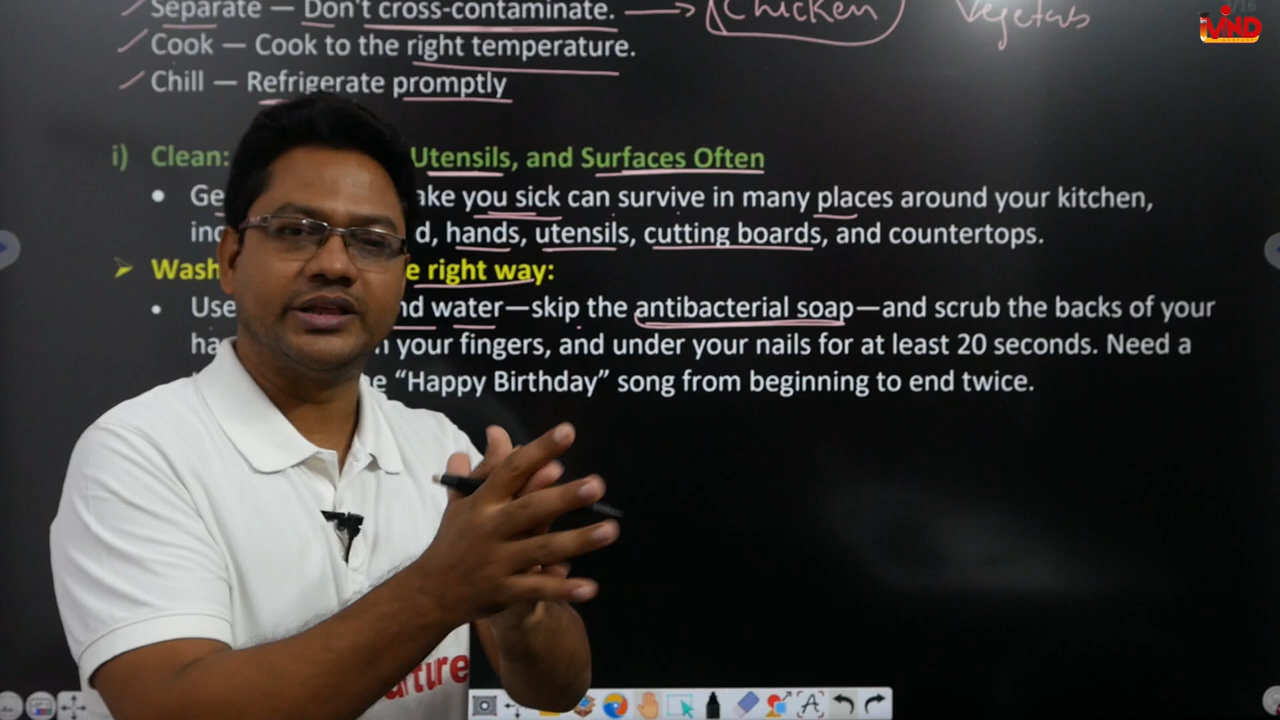 Separate — Don't cross-contaminate. → Chicken
Cook — Cook to the right temperature.
Chill — Refrigerate promptly
i) Clean: Utensils, and Surfaces Often
• Ge ake you sick can survive in many places around your kitchen,
inc d, hands, utensils, cutting boards, and countertops.
➤ Wash e right way:
• Use nd water—skip the antibacterial soap—and scrub the backs of your
ha n your fingers, and under your nails for at least 20 seconds. Need a
e “Happy Birthday” song from beginning to end twice.